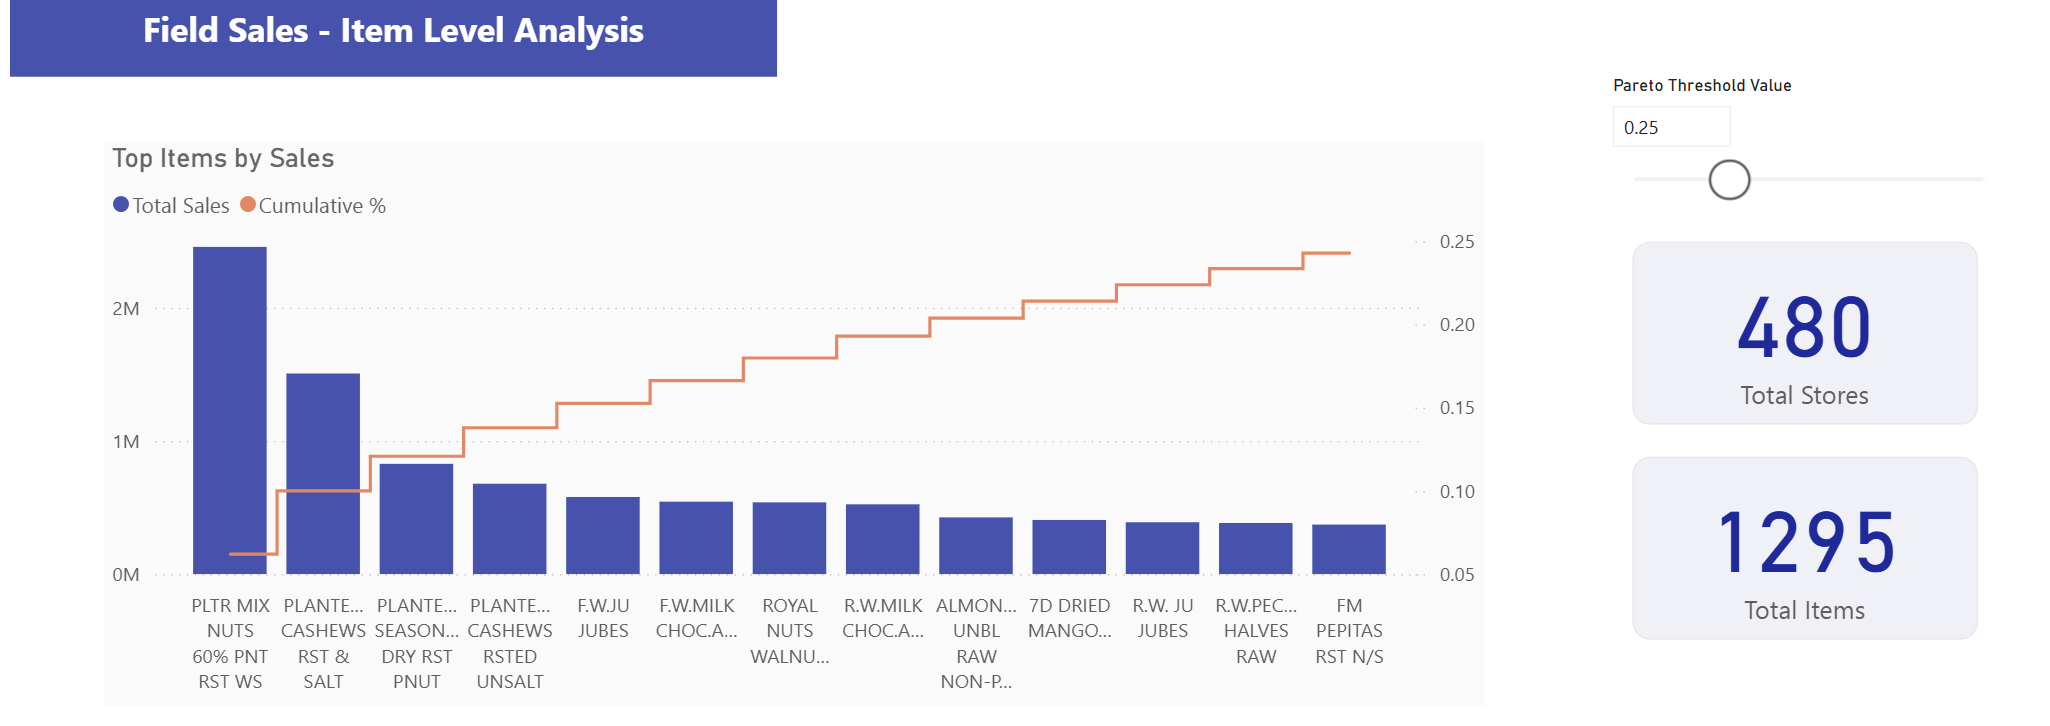 Field Sales - Item Level Analysis
Pareto Threshold Value
0.25
Top Items by Sales
Total Sales
Cumulative %
2M
1M
0M
0.25
0.20
0.15
0.10
0.05
PLTR MIX
NUTS
60% PNT
RST WS
PLANTE...
CASHEWS
RST &
SALT
PLANTE...
SEASON...
DRY RST
PNUT
PLANTE...
CASHEWS
RSTED
UNSALT
F.W.JU
JUBES
F.W.MILK
CHOC.A...
ROYAL
NUTS
WALNU...
R.W.MILK
CHOC.A...
ALMON...
UNBL
RAW
NON-P...
7D DRIED
MANGO...
R.W. JU
JUBES
R.W.PEC...
HALVES
RAW
FM
PEPITAS
RST N/S
480
Total Stores
1295
Total Items